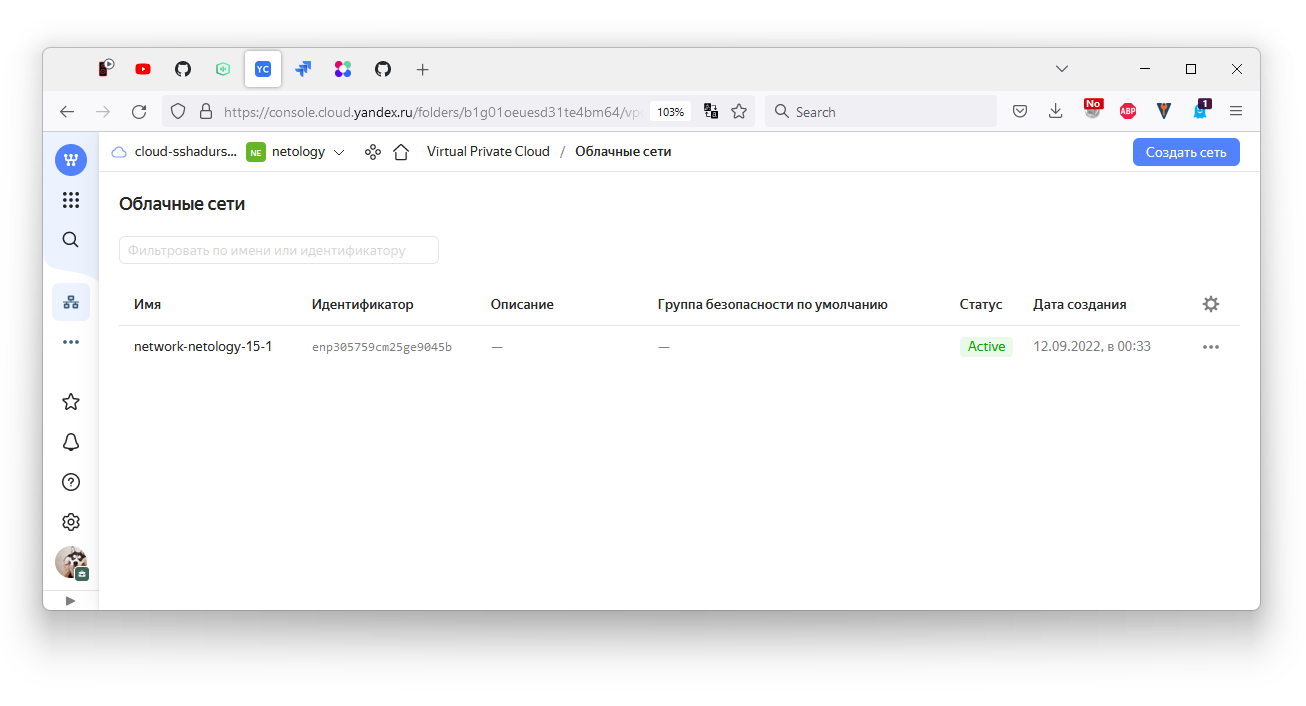 YC
https://console.cloud.yandex.ru/folders/b1g01oeuesd31te4bm64/vp
103%
Search
No
ABP
1
cloud-sshadurs...
NE
netology
Virtual Private Cloud / Облачные сети
Создать сеть
Облачные сети
Фильтровать по имени или идентификатору
Имя Идентификатор Описание Группа безопасности по умолчанию Статус Дата создания
network-netology-15-1 enp305759cm25ge9045b — — Active 12.09.2022, в 00:33